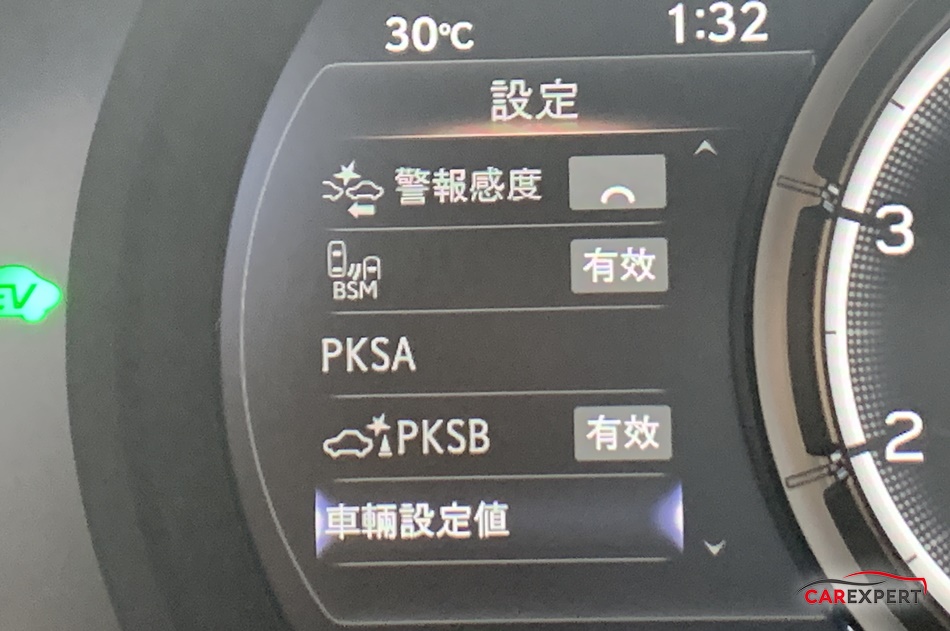 30℃
1:32
設定
警報感度
BSM
有效
PKSA
PKSB
有效
車輛設定値
EV
3
2
CAREXPERT